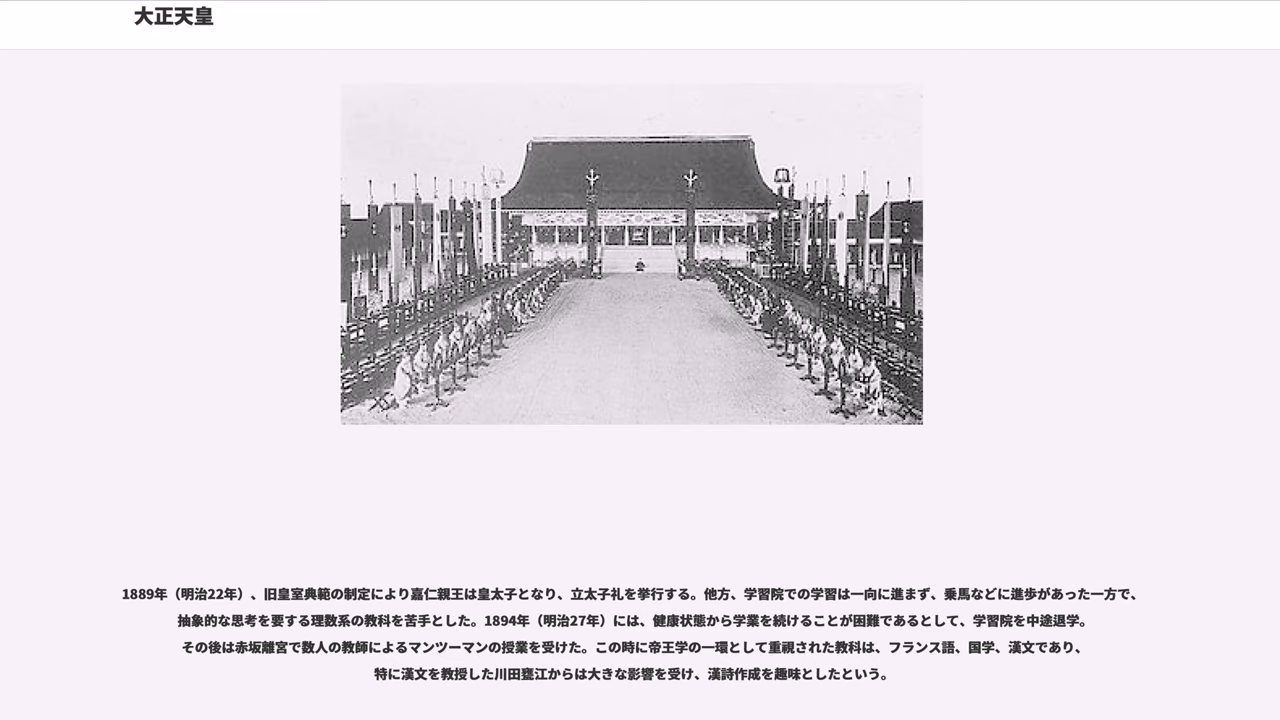 大正天皇
1889年（明治22年）、旧皇室典範の制定により嘉仁親王は皇太子となり、立太子礼を挙行する。他方、学習院での学習は一向に進まず、乗馬などに進歩があった一方で、
抽象的な思考を要する理数系の教科を苦手とした。1894年（明治27年）には、健康状態から学業を続けることが困難であるとして、学習院を中途退学。
その後は赤坂離宮で数人の教師によるマンツーマンの授業を受けた。この時に帝王学の一環として重視された教科は、フランス語、国学、漢文であり、
特に漢文を教授した川田甕江からは大きな影響を受け、漢詩作成を趣味としたという。